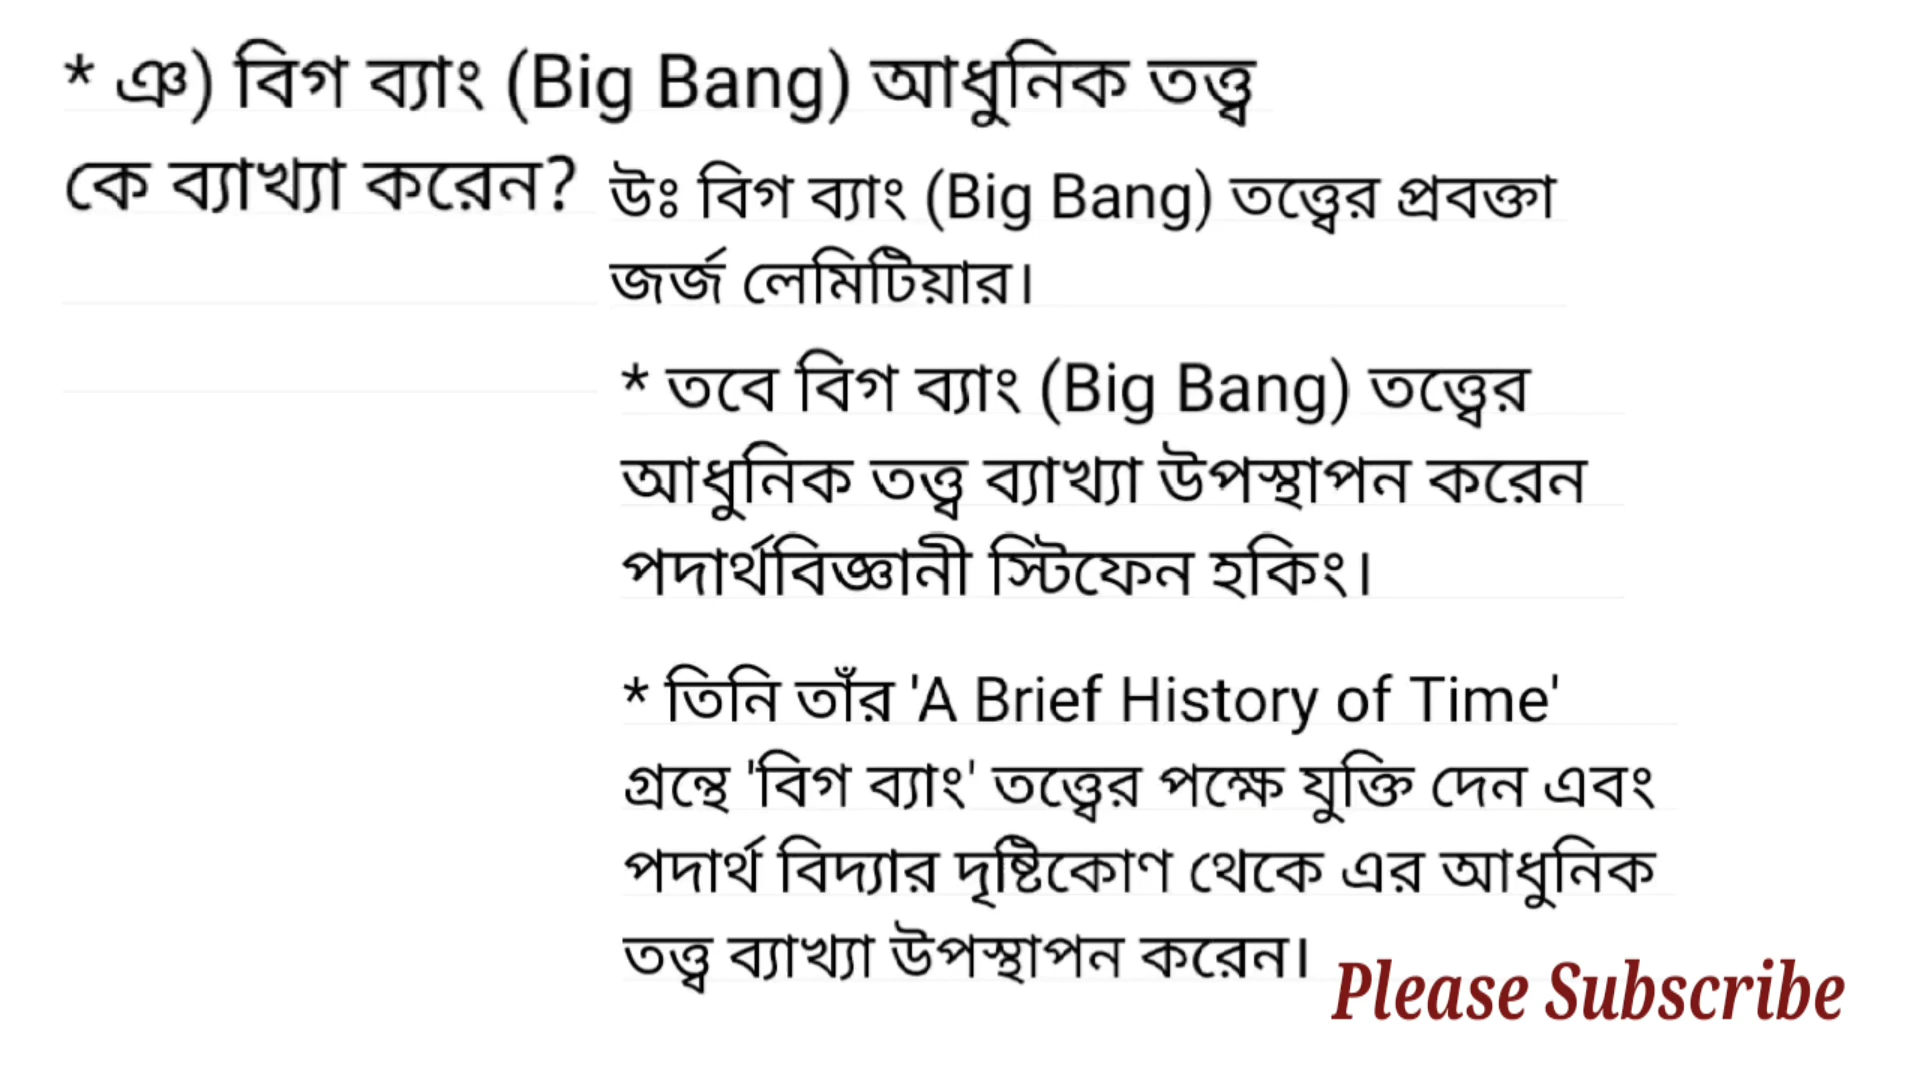 * ঞ) বিগ ব্যাং (Big Bang) আধুনিক তত্ত্ব
কে ব্যাখ্যা করেন?
উঃ বিগ ব্যাং (Big Bang) তত্ত্বের প্রবক্তা
জর্জ লেমিটিয়ার।
* তবে বিগ ব্যাং (Big Bang) তত্ত্বের
আধুনিক তত্ত্ব ব্যাখ্যা উপস্থাপন করেন
পদার্থবিজ্ঞানী স্টিফেন হকিং।
* তিনি তাঁর 'A Brief History of Time'
গ্রন্থে 'বিগ ব্যাং' তত্ত্বের পক্ষে যুক্তি দেন এবং
পদার্থ বিদ্যার দৃষ্টিকোণ থেকে এর আধুনিক
তত্ত্ব ব্যাখ্যা উপস্থাপন করেন।
Please Subscribe